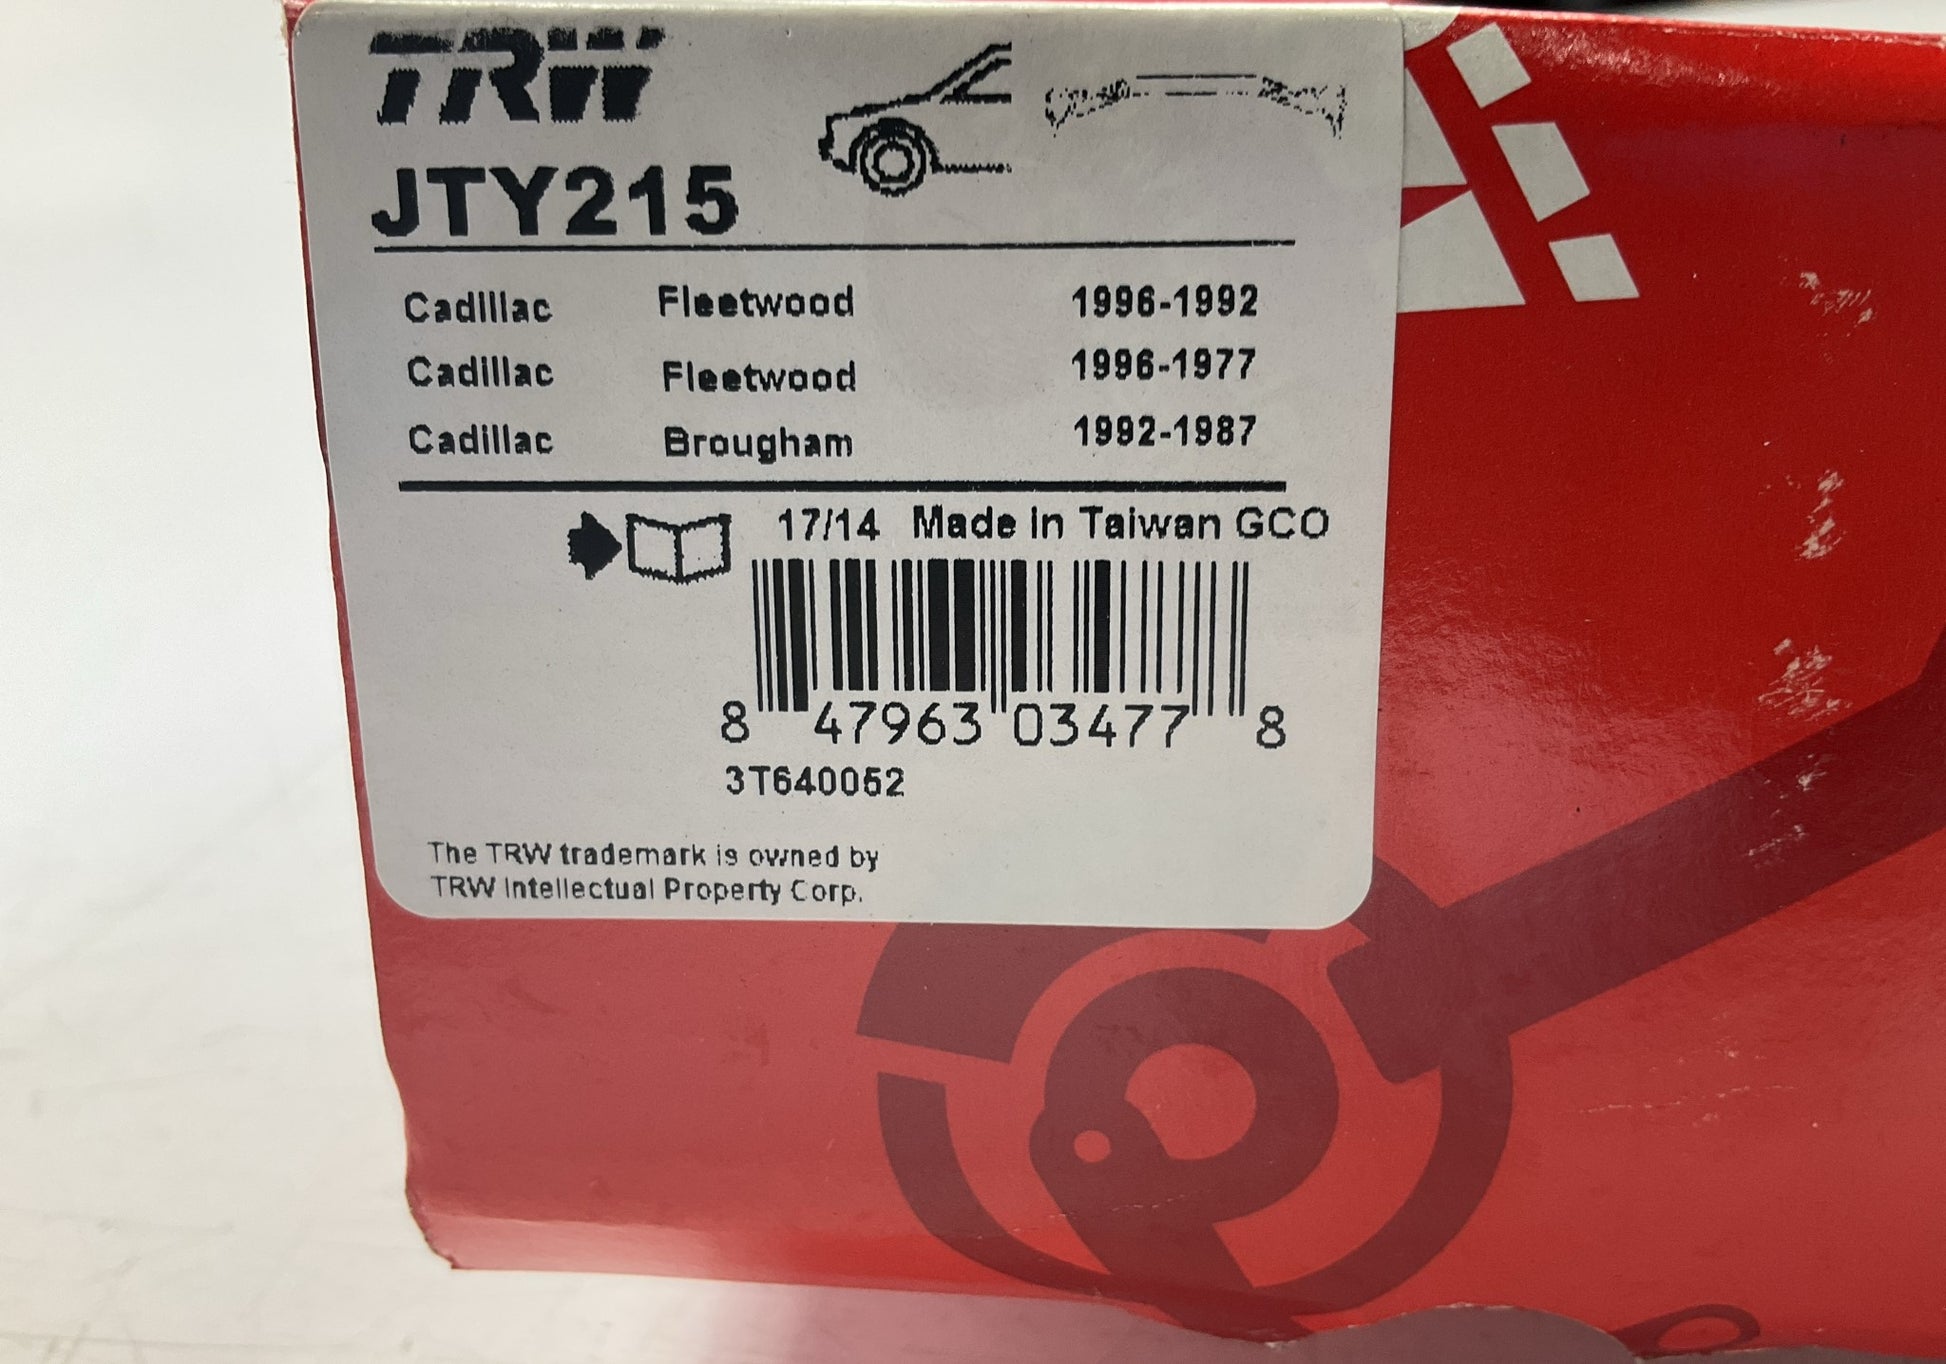 TRW
JTY215
Cadillac Fleetwood 1996-1992
Cadillac Fleetwood 1996-1977
Cadillac Brougham 1992-1987
17/14 Made in Taiwan GCO
8 47963 03477 8
3T640052
The TRW trademark is owned by
TRW Intellectual Property Corp.